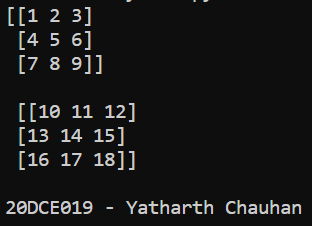 [[1 2 3]
[4 5 6]
[7 8 9]]
[[10 11 12]
[13 14 15]
[16 17 18]]
20DCE019 - Yatharth Chauhan